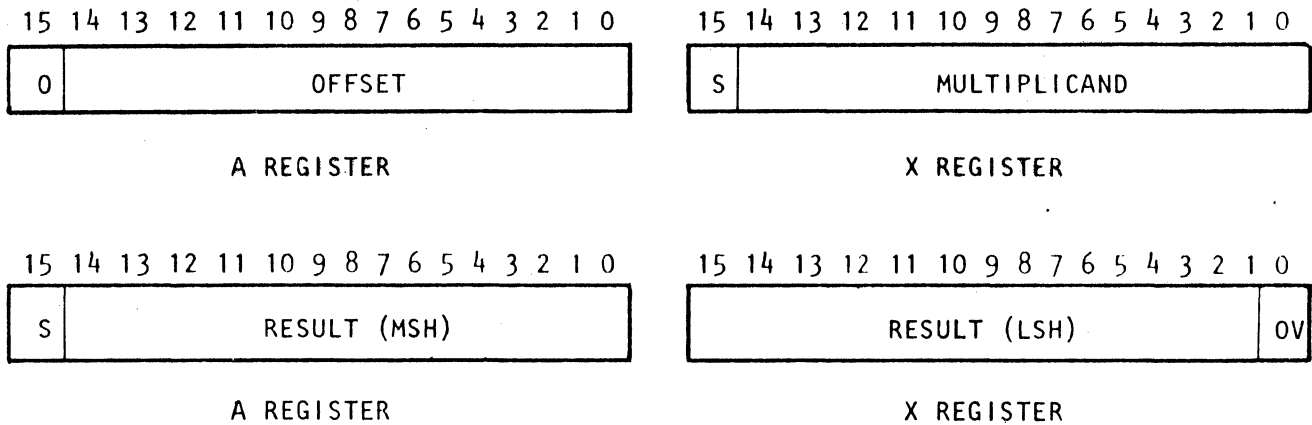 15 14 13 12 11 10 9 8 7 6 5 4 3 2 1 0
15 14 13 12 11 10 9 8 7 6 5 4 3 2 1 0
0 OFFSET
S MULTIPLICAND
A REGISTER
X REGISTER
15 14 13 12 11 10 9 8 7 6 5 4 3 2 1 0
15 14 13 12 11 10 9 8 7 6 5 4 3 2 1 0
S RESULT (MSH)
RESULT (LSH) OV
A REGISTER
X REGISTER